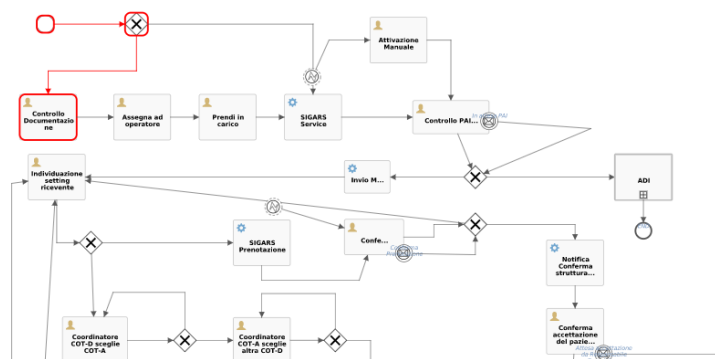 Attivazione
Manuale
Controllo
Documentazio
ne
Assegna ad
operatore
Prendi in
carico
SIGARS
Service
Controllo PAI...
PAI
Individuazione
setting
ricevente
Invio M...
ADI
SIGARS
Prenotazione
Confe...
Conferma
Notifica
Conferma
struttura...
Coordinatore
COT-D sceglie
COT-A
Coordinatore
COT-D sceglie
altra COT-D
Conferma
accettazione
del pazie...